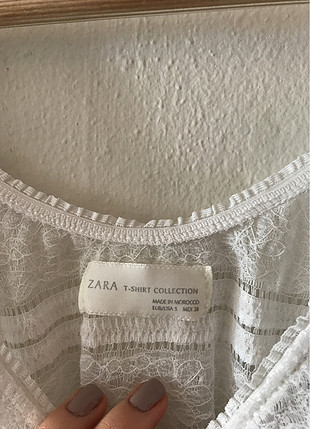 ZARA T-SHIRT COLLECTION
MADE IN MOROCCO
EUR/USA S MEX 28